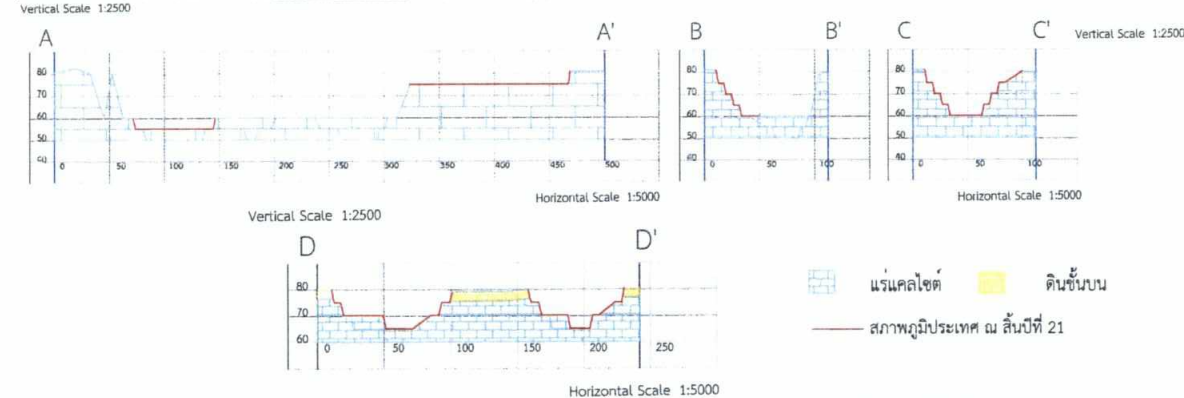 Vertical Scale 1:2500
A A' B B' C C' Vertical Scale 1:2500
80 80 80
70 70 70
60 60 60
50 50 50
40 40 40
0 50 100 150 200 250 300 350 400 450 500 0 50 100 0 50 100
Horizontal Scale 1:5000 Horizontal Scale 1:5000
Vertical Scale 1:2500
D D'
80
70
60
0 50 100 150 200 250
แร่แคลไซต์ ดินชั้นบน
สภาพภูมิประเทศ ณ สิ้นปีที่ 21
Horizontal Scale 1:5000